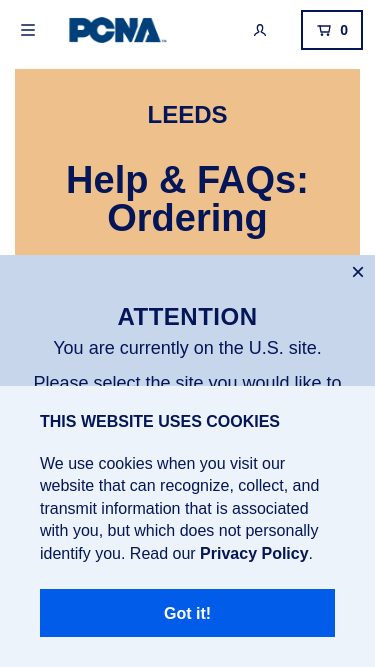 PCNA
0
LEEDS
Help & FAQs:
Ordering
ATTENTION
You are currently on the U.S. site.
Please select the site you would like to
THIS WEBSITE USES COOKIES
We use cookies when you visit our
website that can recognize, collect, and
transmit information that is associated
with you, but which does not personally
identify you. Read our Privacy Policy.
Got it!